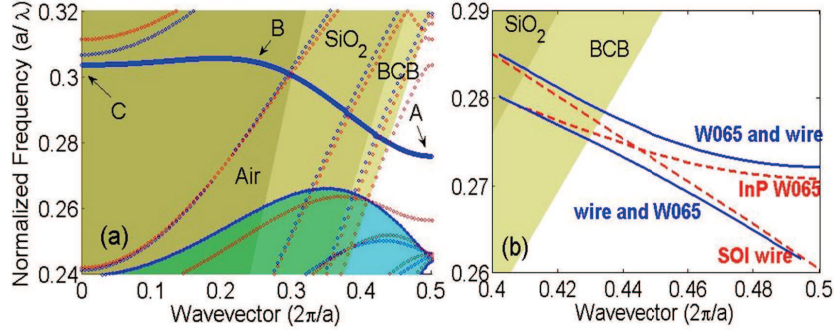 Normalized Frequency (a/λ)
0.32
0.3
0.28
0.26
0.24
B
SiO2
BCB
C
A
Air
(a)
0 0.1 0.2 0.3 0.4 0.5
Wavevector (2π/a)
0.29
0.28
0.27
0.26
SiO2
BCB
W065 and wire
InP W065
wire and W065
SOI wire
(b)
0.4 0.42 0.44 0.46 0.48 0.5
Wavevector (2π/a)